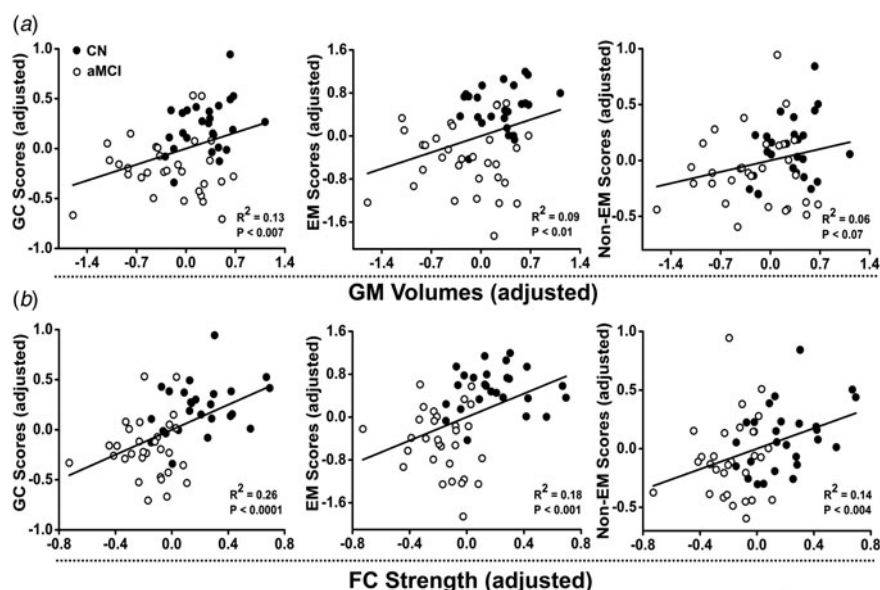 (a)
CN
aMCI
GC Scores (adjusted)
1.0
0.5
0.0
-0.5
-1.0
-1.4 -0.7 0.0 0.7 1.4
R2 = 0.13
P < 0.007
EM Scores (adjusted)
1.6
0.8
0.0
-0.8
-1.6
-1.4 -0.7 0.0 0.7 1.4
R2 = 0.09
P < 0.01
Non-EM Scores (adjusted)
1.0
0.5
0.0
-0.5
-1.4 -0.7 0.0 0.7 1.4
R2 = 0.06
P < 0.07
GM Volumes (adjusted)
(b)
GC Scores (adjusted)
1.0
0.5
0.0
-0.5
-1.0
-0.8 -0.4 0.0 0.4 0.8
R2 = 0.26
P < 0.0001
EM Scores (adjusted)
1.6
0.8
0.0
-0.8
-1.6
-0.8 -0.4 0.0 0.4 0.8
R2 = 0.18
P < 0.001
Non-EM Scores (adjusted)
1.0
0.5
0.0
-0.5
-0.8 -0.4 0.0 0.4 0.8
R2 = 0.14
P < 0.004
FC Strength (adjusted)